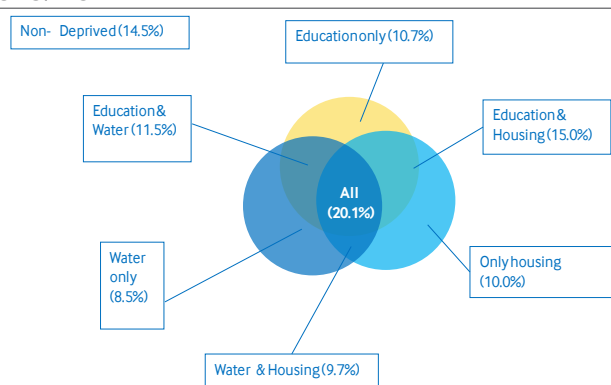 Non- Deprived (14.5%)
Education only (10.7%)
Education &
Water (11.5%)
Education &
Housing (15.0%)
All
(20.1%)
Water
only
(8.5%)
Only housing
(10.0%)
Water & Housing (9.7%)